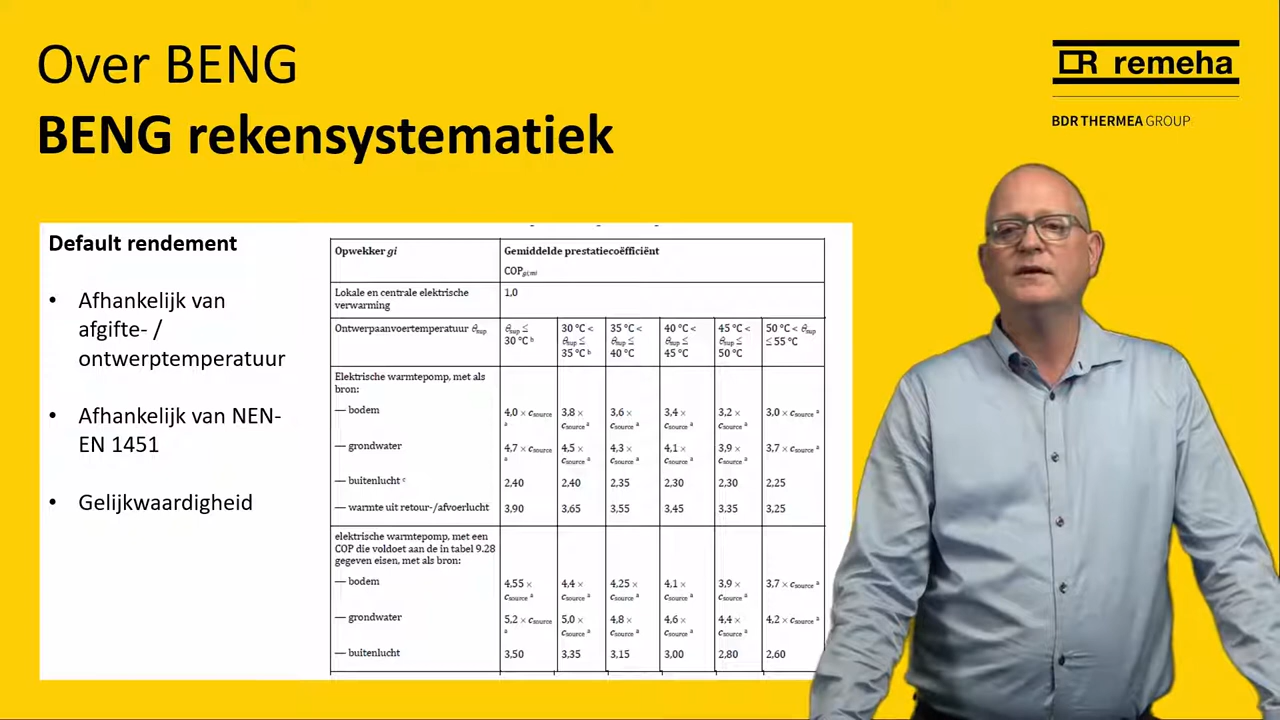 Over BENG
BENG rekensystematiek
remeha
BDR THERMEA GROUP
Default rendement
• Afhankelijk van
afgifte- /
ontwerptemperatuur
• Afhankelijk van NEN-
EN 1451
• Gelijkwaardigheid
Opwekker gi Gemiddelde prestatiecoëfficiënt
COPgi;mi
Lokale en centrale elektrische
verwarming 1,0
Ontwerpaanvoertemperatuur θsup θsup ≤ 30 °C b 30 °C < θsup ≤ 35 °C b 35 °C < θsup ≤ 40 °C 40 °C < θsup ≤ 45 °C 45 °C < θsup ≤ 50 °C 50 °C < θsup ≤ 55 °C
Elektrische warmtepomp, met als
bron:
— bodem 4,0 × csource a 3,8 × csource a 3,6 × csource a 3,4 × csource a 3,2 × csource a 3,0 × csource a
— grondwater 4,7 × csource a 4,5 × csource a 4,3 × csource a 4,1 × csource a 3,9 × csource a 3,7 × csource a
— buitenlucht c 2,40 2,40 2,35 2,30 2,30 2,25
— warmte uit retour-/afvoerlucht 3,90 3,65 3,55 3,45 3,35 3,25
elektrische warmtepomp, met een
COP die voldoet aan de in tabel 9.28
gegeven eisen, met als bron:
— bodem 4,55 × csource a 4,4 × csource a 4,25 × csource a 4,1 × csource a 3,9 × csource a 3,7 × csource a
— grondwater 5,2 × csource a 5,0 × csource a 4,8 × csource a 4,6 × csource a 4,4 × csource a 4,2 × csource a
— buitenlucht 3,50 3,35 3,15 3,00 2,80 2,60